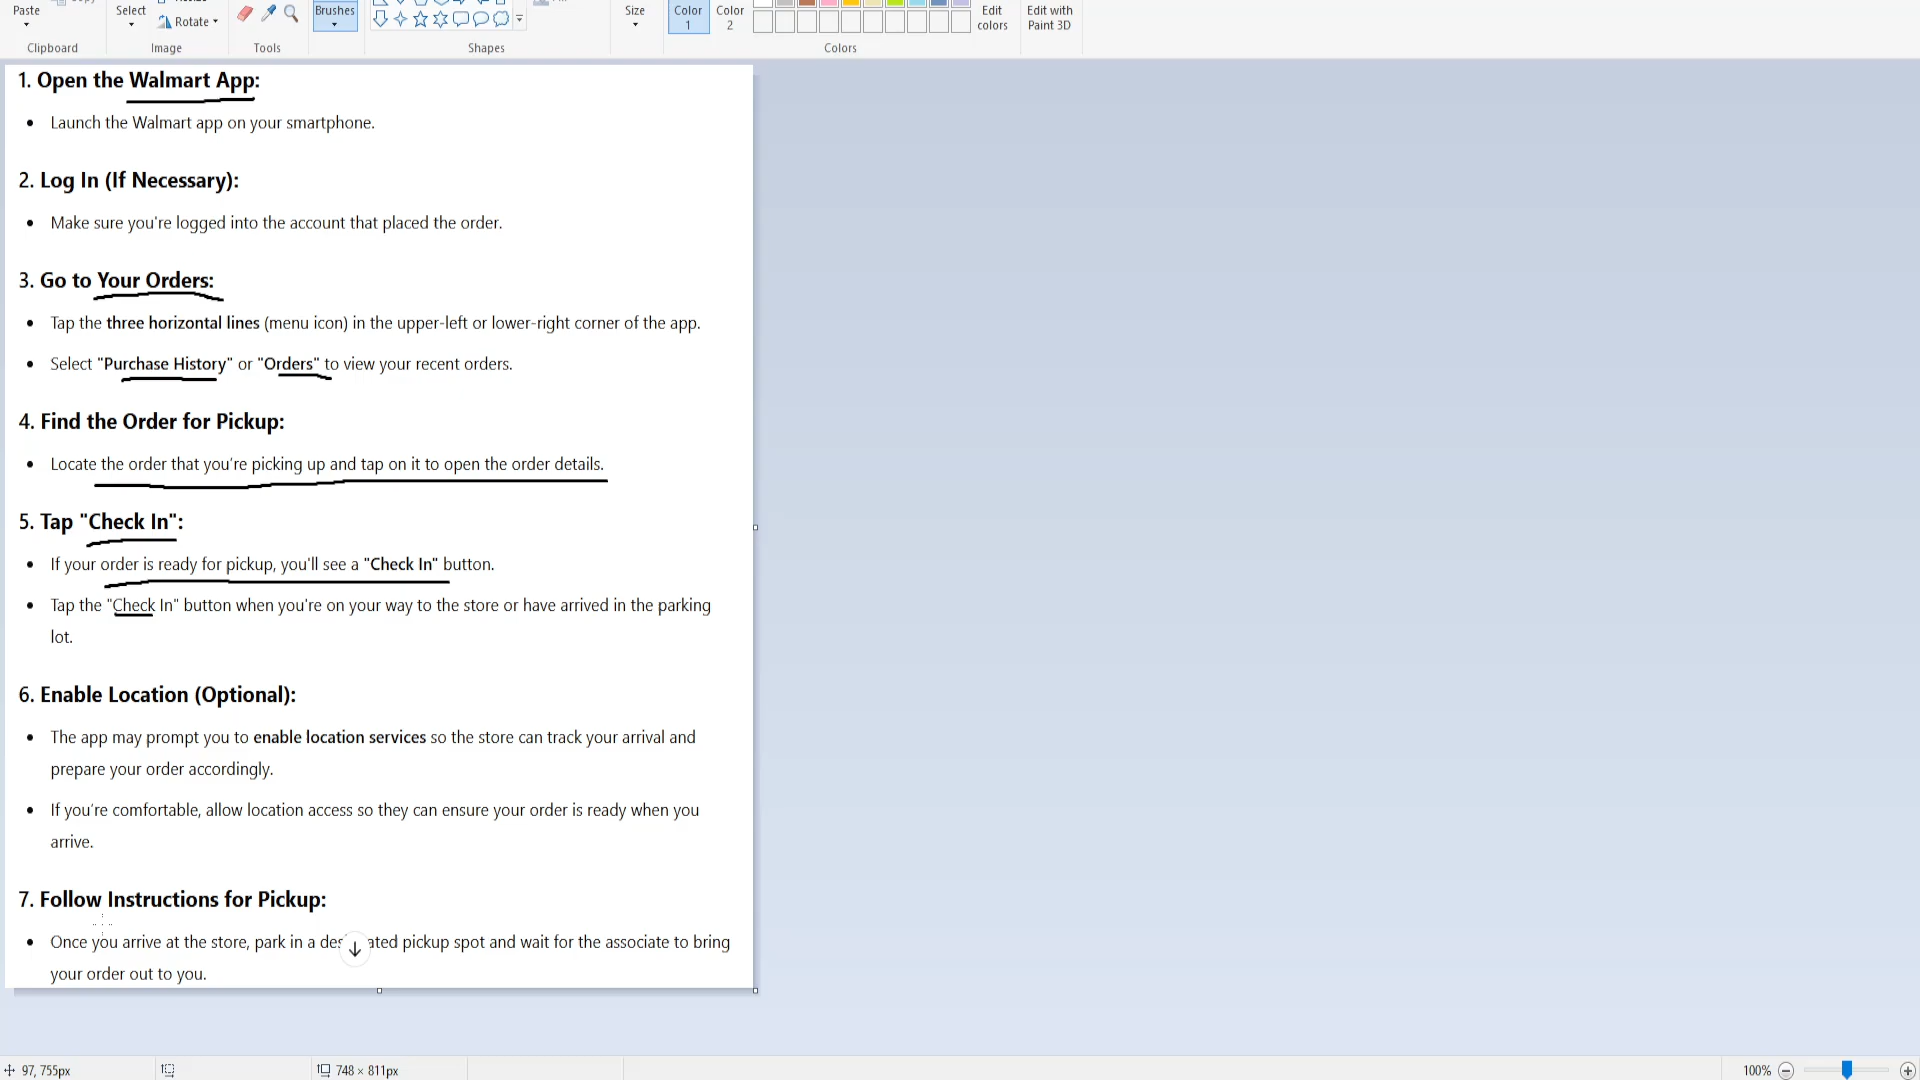 Paste
Select
Rotate
Brushes
Size
Color
1
Color
2
Edit
colors
Edit with
Paint 3D
Clipboard
Image
Tools
Shapes
Colors
1. Open the Walmart App:
• Launch the Walmart app on your smartphone.
2. Log In (If Necessary):
• Make sure you're logged into the account that placed the order.
3. Go to Your Orders:
• Tap the three horizontal lines (menu icon) in the upper-left or lower-right corner of the app.
• Select "Purchase History" or "Orders" to view your recent orders.
4. Find the Order for Pickup:
• Locate the order that you're picking up and tap on it to open the order details.
5. Tap "Check In":
• If your order is ready for pickup, you'll see a "Check In" button.
• Tap the "Check In" button when you're on your way to the store or have arrived in the parking
lot.
6. Enable Location (Optional):
• The app may prompt you to enable location services so the store can track your arrival and
prepare your order accordingly.
• If you're comfortable, allow location access so they can ensure your order is ready when you
arrive.
7. Follow Instructions for Pickup:
• Once you arrive at the store, park in a pickup spot and wait for the associate to bring
your order out to you.
97, 755px
748 × 811px
100%